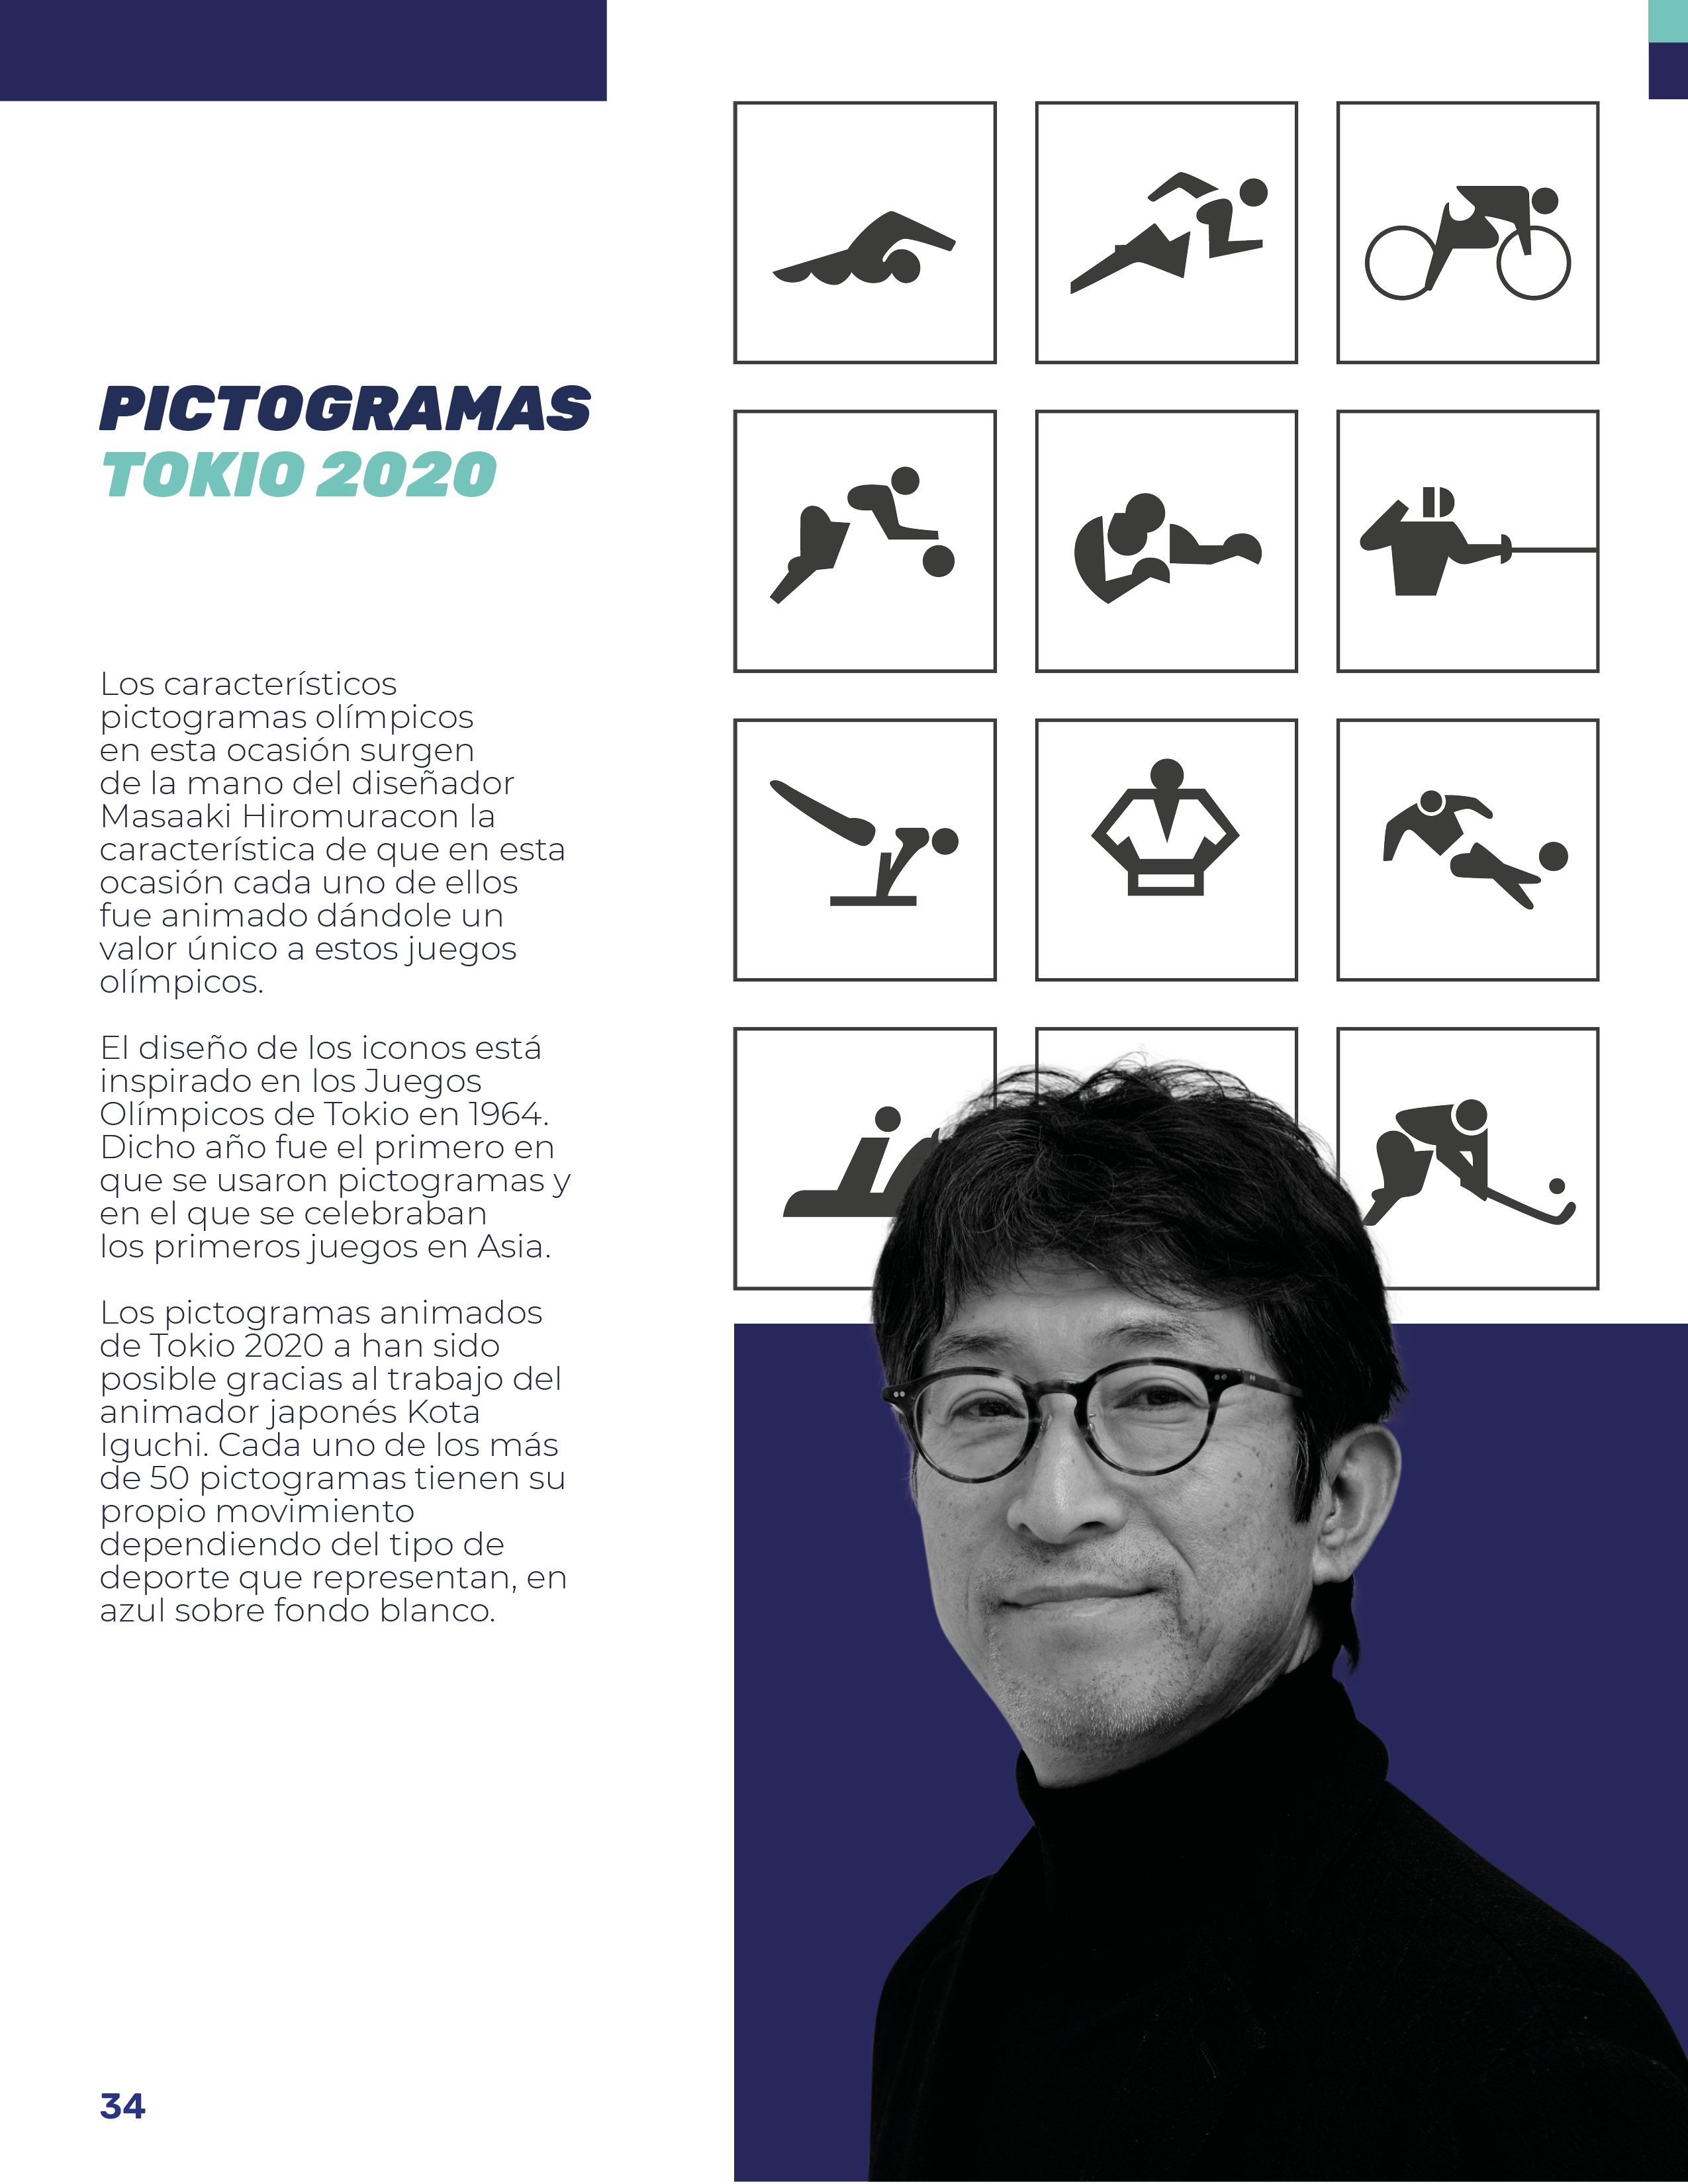 PICTOGRAMAS
TOKIO 2020
Los característicos
pictogramas olímpicos
en esta ocasión surgen
de la mano del diseñador
Masaaki Hiromuracon la
característica de que en esta
ocasión cada uno de ellos
fue animado dándole un
valor único a estos juegos
olímpicos.
El diseño de los iconos está
inspirado en los Juegos
Olímpicos de Tokio en 1964.
Dicho año fue el primero en
que se usaron pictogramas y
en el que se celebraban
los primeros juegos en Asia.
Los pictogramas animados
de Tokio 2020 a han sido
posible gracias al trabajo del
animador japonés Kota
Iguchi. Cada uno de los más
de 50 pictogramas tienen su
propio movimiento
dependiendo del tipo de
deporte que representan, en
azul sobre fondo blanco.
34